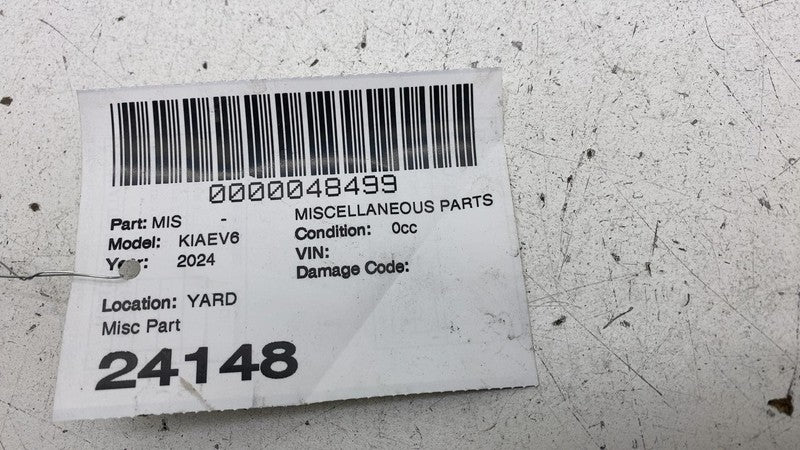 0000048499
Part: MIS - MISCELLANEOUS PARTS
Model: KIAEV6 Condition: 0cc
Year: 2024 VIN:
Damage Code:
Location: YARD
Misc Part
24148